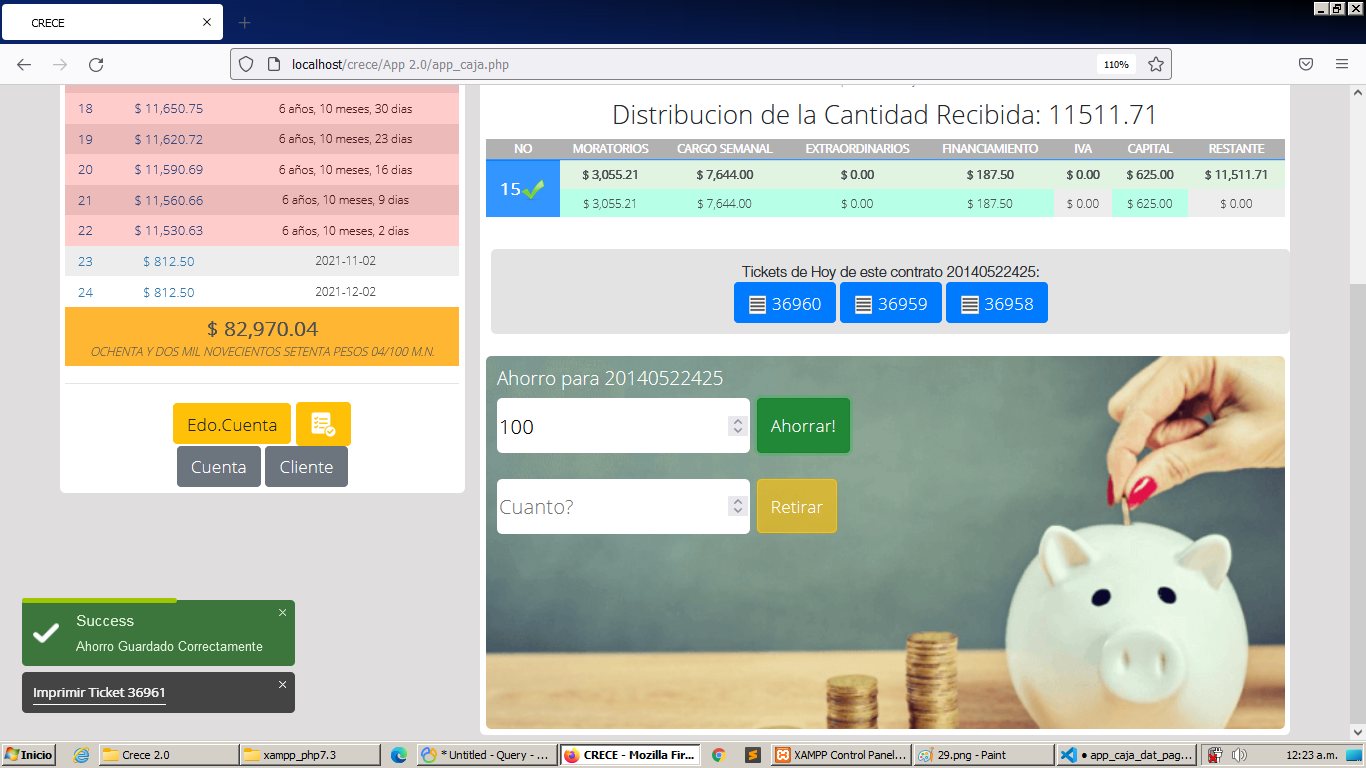 CRECE
localhost/crece/App 2.0/app_caja.php
110%
18 $ 11,650.75 6 años, 10 meses, 30 dias
19 $ 11,620.72 6 años, 10 meses, 23 dias
20 $ 11,590.69 6 años, 10 meses, 16 dias
21 $ 11,560.66 6 años, 10 meses, 9 dias
22 $ 11,530.63 6 años, 10 meses, 2 dias
23 $ 812.50 2021-11-02
24 $ 812.50 2021-12-02
$ 82,970.04
OCHENTA Y DOS MIL NOVECIENTOS SETENTA PESOS 04/100 M.N.
Edo.Cuenta
Cuenta Cliente
Success
Ahorro Guardado Correctamente
Imprimir Ticket 36961
Distribucion de la Cantidad Recibida: 11511.71
NO MORATORIOS CARGO SEMANAL EXTRAORDINARIOS FINANCIAMIENTO IVA CAPITAL RESTANTE
15 $ 3,055.21 $ 7,644.00 $ 0.00 $ 187.50 $ 0.00 $ 625.00 $ 11,511.71
$ 3,055.21 $ 7,644.00 $ 0.00 $ 187.50 $ 0.00 $ 625.00 $ 0.00
Tickets de Hoy de este contrato 20140522425:
36960 36959 36958
Ahorro para 20140522425
100 Ahorrar!
Cuanto? Retirar
Inicio Crece 2.0 xampp_php7.3 * Untitled - Query - ... CRECE - Mozilla Fir... XAMPP Control Panel... 29.png - Paint • app_caja_dat_pag... 12:23 a.m.